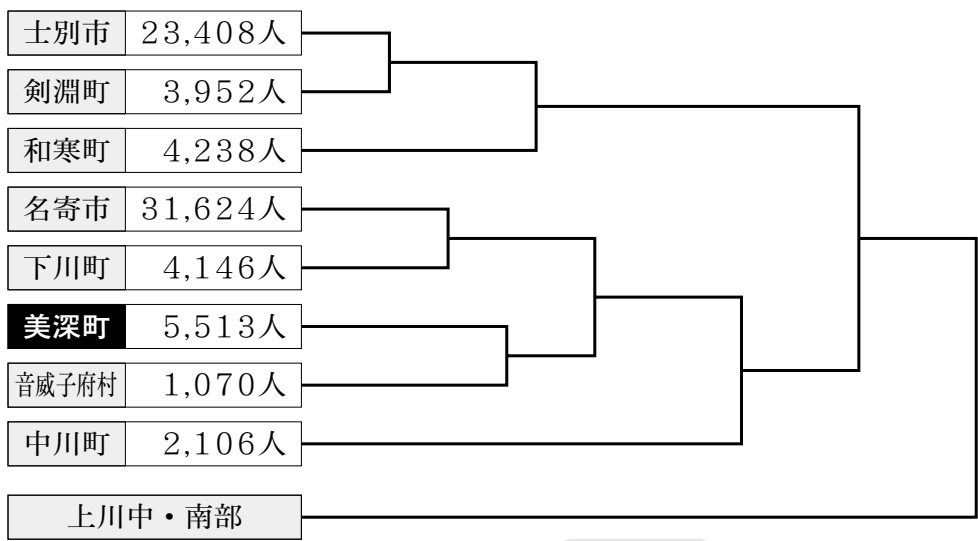 士別市 23,408人
剣淵町 3,952人
和寒町 4,238人
名寄市 31,624人
下川町 4,146人
美深町 5,513人
音威子府村 1,070人
中川町 2,106人
上川中・南部